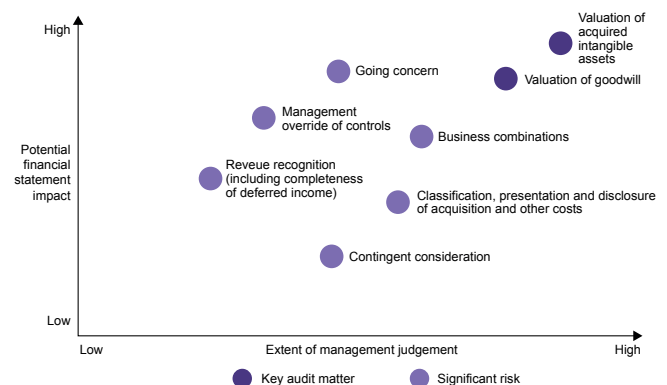 High
Valuation of
acquired
intangible
assets
Going concern
Valuation of goodwill
Management
override of controls
Business combinations
Potential
financial
statement
impact
Reveue recognition
(including completeness
of deferred income)
Classification, presentation and disclosure
of acquisition and other costs
Contingent consideration
Low
Low
Extent of management judgement
High
Key audit matter
Significant risk